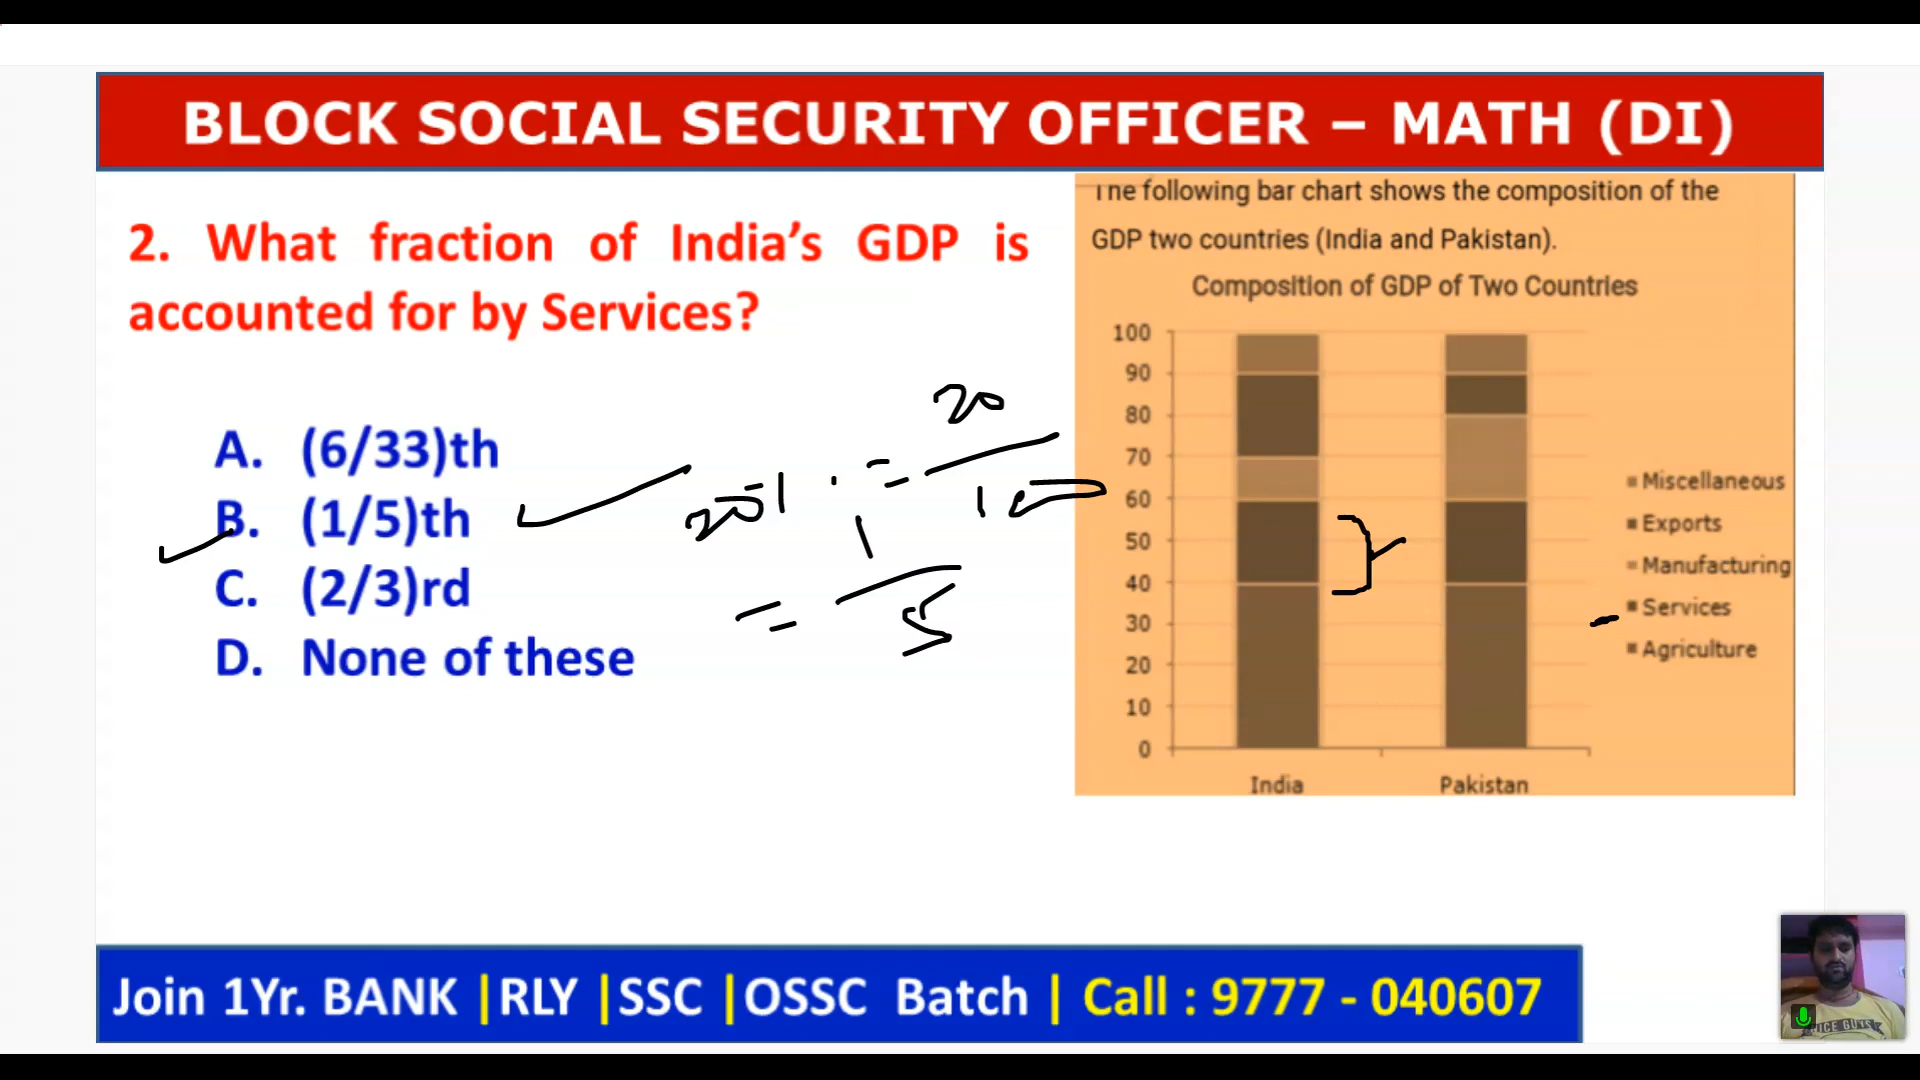 BLOCK SOCIAL SECURITY OFFICER – MATH (DI)
2. What fraction of India’s GDP is
accounted for by Services?
A. (6/33)th
B. (1/5)th
C. (2/3)rd
D. None of these
20
100
=
= 1
5
The following bar chart shows the composition of the
GDP two countries (India and Pakistan).
Composition of GDP of Two Countries
100
90
80
70
60
50
40
30
20
10
0
India Pakistan
Miscellaneous
Exports
Manufacturing
Services
Agriculture
Join 1Yr. BANK |RLY |SSC |OSSC Batch | Call : 9777 - 040607